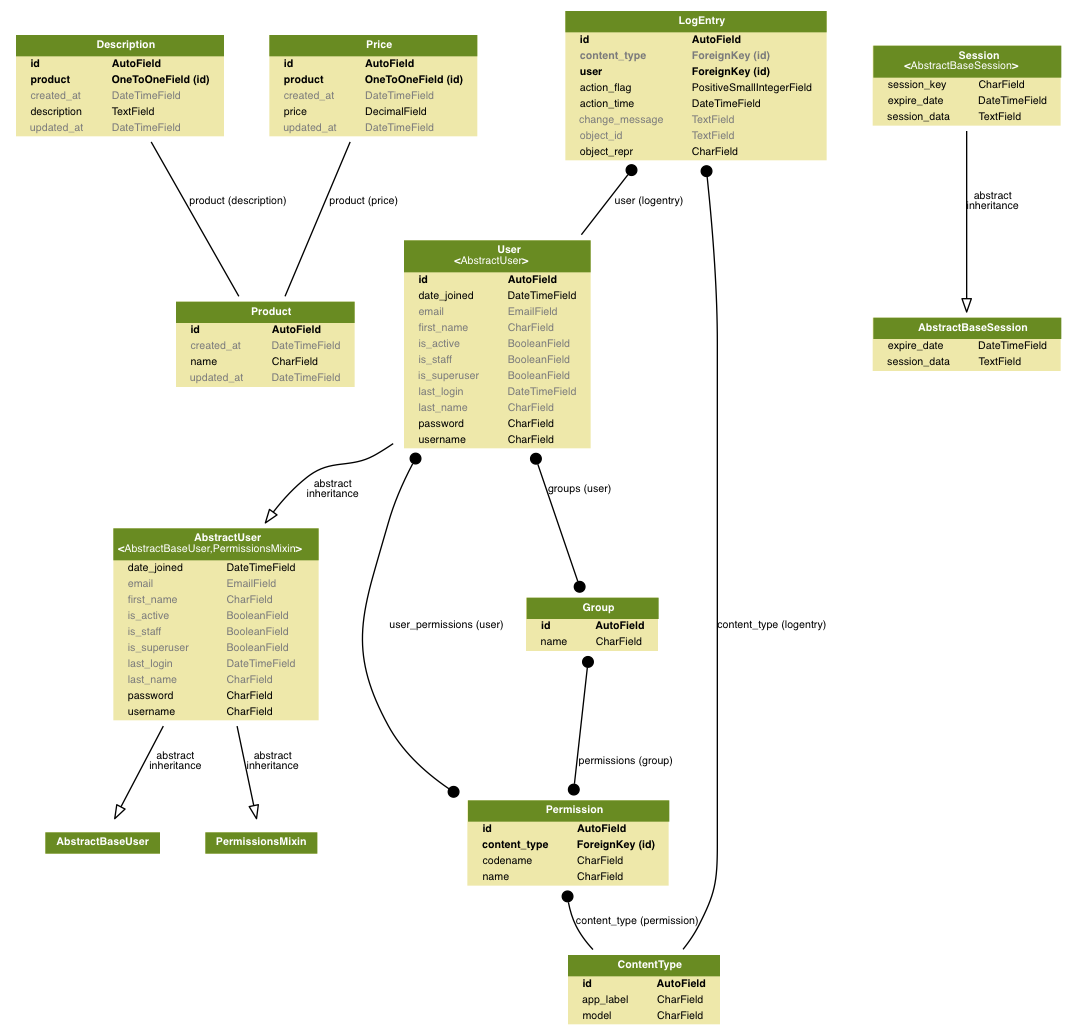 Description
id AutoField
product OneToOneField (id)
created_at DateTimeField
description TextField
updated_at DateTimeField
Price
id AutoField
product OneToOneField (id)
created_at DateTimeField
price DecimalField
updated_at DateTimeField
LogEntry
id AutoField
content_type ForeignKey (id)
user ForeignKey (id)
action_flag PositiveSmallIntegerField
action_time DateTimeField
change_message TextField
object_id TextField
object_repr CharField
Session
<AbstractBaseSession>
session_key CharField
expire_date DateTimeField
session_data TextField
product (description)
product (price)
user (logentry)
abstract
inheritance
Product
id AutoField
created_at DateTimeField
name CharField
updated_at DateTimeField
User
<AbstractUser>
id AutoField
date_joined DateTimeField
email EmailField
first_name CharField
is_active BooleanField
is_staff BooleanField
is_superuser BooleanField
last_login DateTimeField
last_name CharField
password CharField
username CharField
AbstractBaseSession
expire_date DateTimeField
session_data TextField
abstract
inheritance
groups (user)
AbstractUser
<AbstractBaseUser,PermissionsMixin>
date_joined DateTimeField
email EmailField
first_name CharField
is_active BooleanField
is_staff BooleanField
is_superuser BooleanField
last_login DateTimeField
last_name CharField
password CharField
username CharField
user_permissions (user)
Group
id AutoField
name CharField
content_type (logentry)
abstract
inheritance
abstract
inheritance
permissions (group)
AbstractBaseUser
PermissionsMixin
Permission
id AutoField
content_type ForeignKey (id)
codename CharField
name CharField
content_type (permission)
ContentType
id AutoField
app_label CharField
model CharField